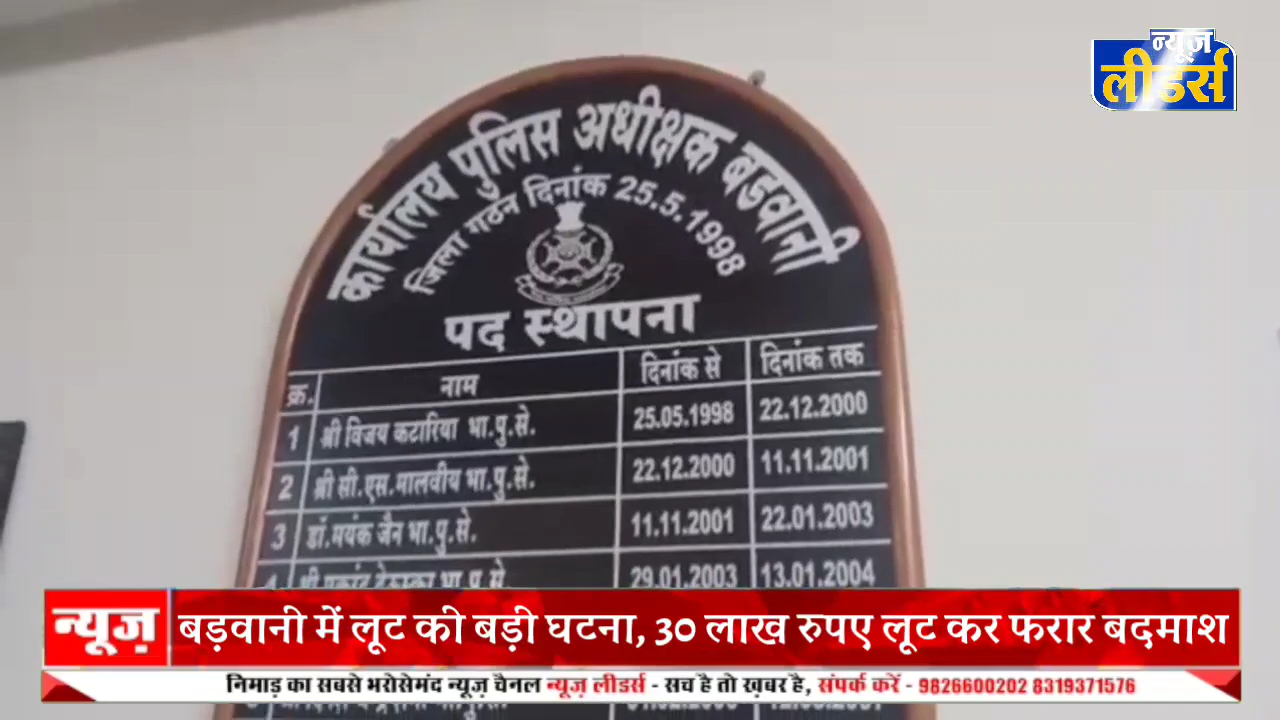 न्यूज़
लीडर्स
कार्यालय पुलिस अधीक्षक बडवानी
जिला गठन दिनांक 25.5.1998
पद स्थापना
क्र. नाम दिनांक से दिनांक तक
1 श्री विजय कटारिया भा.पु.से. 25.05.1998 22.12.2000
2 श्री सी.एस.मालवीय भा.पु.से. 22.12.2000 11.11.2001
3 डॉ.मयंक जैन भा.पु.से. 11.11.2001 22.01.2003
4 श्री भा.पु.से. 29.01.2003 13.01.2004
न्यूज़ बड़वानी में लूट की बड़ी घटना, 30 लाख रुपए लूट कर फरार बदमाश
निमाड़ का सबसे भरोसेमंद न्यूज़ चैनल न्यूज़ लीडर्स - सच है तो ख़बर है, संपर्क करें - 9826600202 8319371576